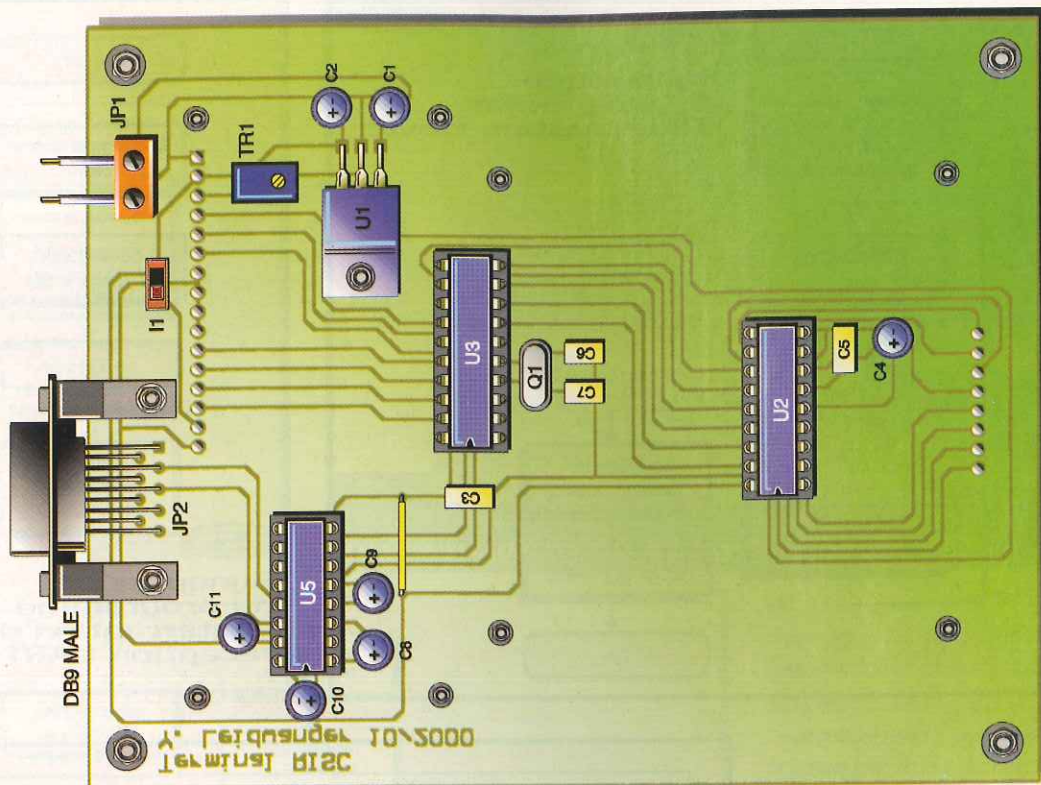 JP1
C2
C1
TR1
U1
I1
U3
Q1
C6
C7
C5
C4
U2
JP2
C3
DB9 MALE
U5
C9
C11
C8
C10
Y. Leidvanger 10/2000
Terminal RISC